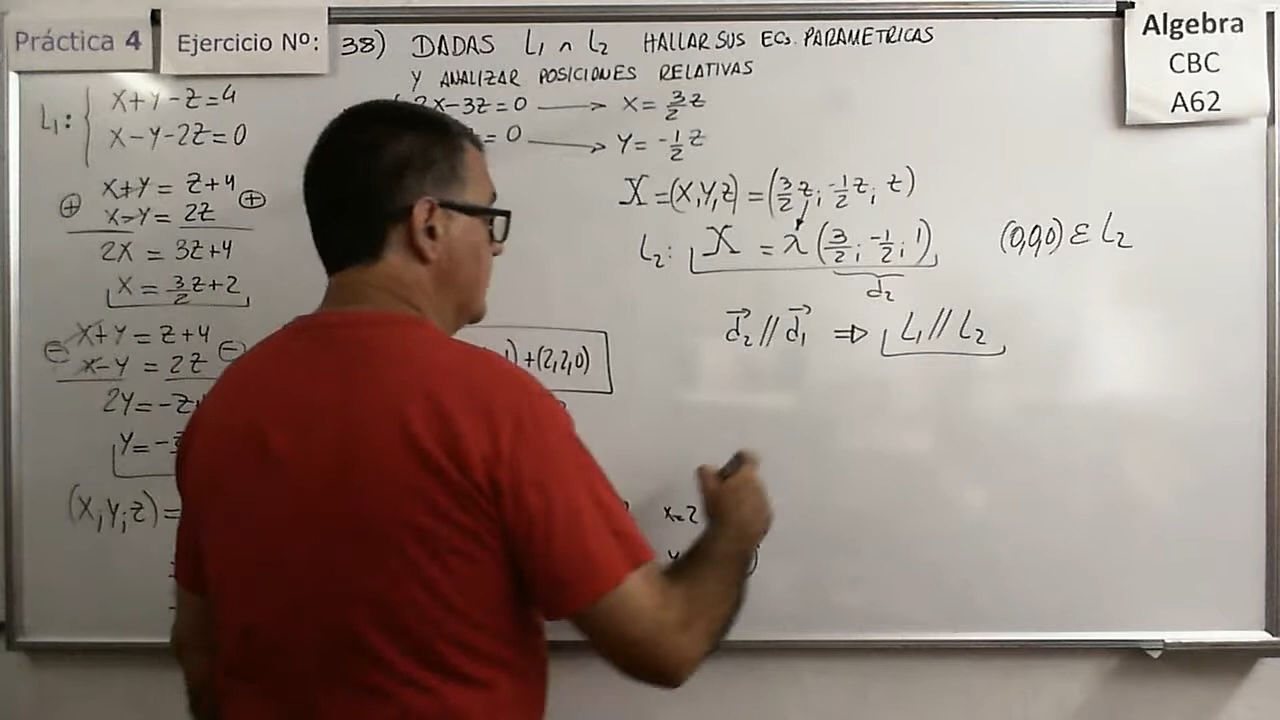 Práctica 4
Ejercicio Nº:
38) DADAS L₁ ∩ L₂ HALLAR SUS ECS. PARAMETRICAS
Y ANALIZAR POSICIONES RELATIVAS
Algebra
CBC
A62
L₁: { X+Y-Z=4
X-Y-2Z=0
X+Y = Z+4
X-Y = 2Z
⊕ ⊕
2X = 3Z+4
X = 3/2 Z+2
X+Y = Z+4
X-Y = 2Z
⊖ ⊖
2Y=-Z
Y=-
(X,Y;Z)=
2X-3Z=0 → X= 3/2 Z
=0 → Y= -1/2 Z
X=(X,Y,Z)=(3/2 Z; -1/2 Z; Z)
L₂: X = λ(3/2; -1/2; 1) (0,0,0) ε L₂
d₂
d₂ // d₁ ⇒ L₁ // L₂
)+(2,2,0)
X=2